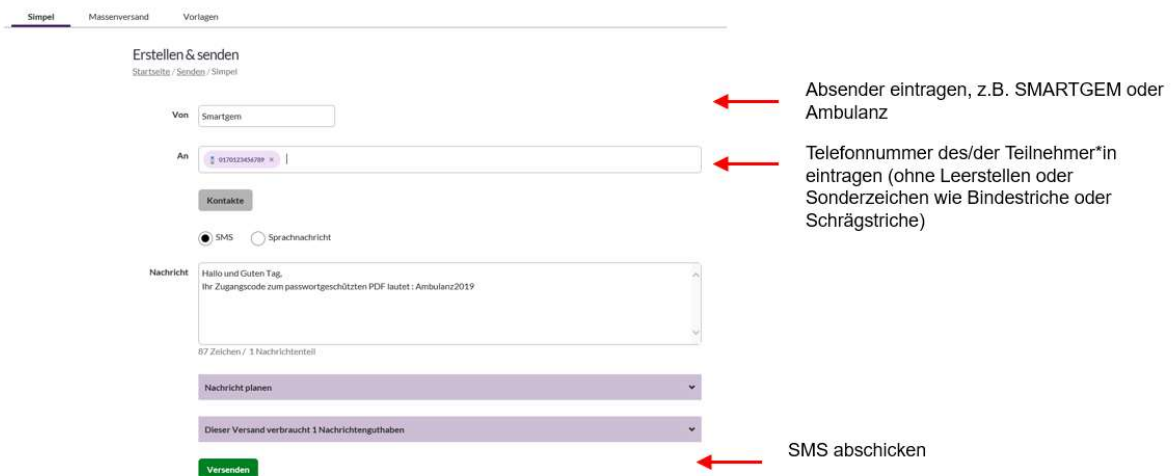 Simpel Massenversand Vorlagen
Erstellen & senden
Startseite / Senden / Simpel
Von Smartgem
Absender eintragen, z.B. SMARTGEM oder
Ambulanz
An 0170123456789 ×
Telefonnummer des/der Teilnehmer*in
eintragen (ohne Leerstellen oder
Sonderzeichen wie Bindestriche oder
Schrägstriche)
Kontakte
SMS Sprachnachricht
Nachricht Hallo und Guten Tag,
Ihr Zugangscode zum passwortgeschützten PDF lautet : Ambulanz2019
87 Zeichen / 1 Nachrichtenteil
Nachricht planen
Dieser Versand verbraucht 1 Nachrichtenguthaben
Versenden
SMS abschicken